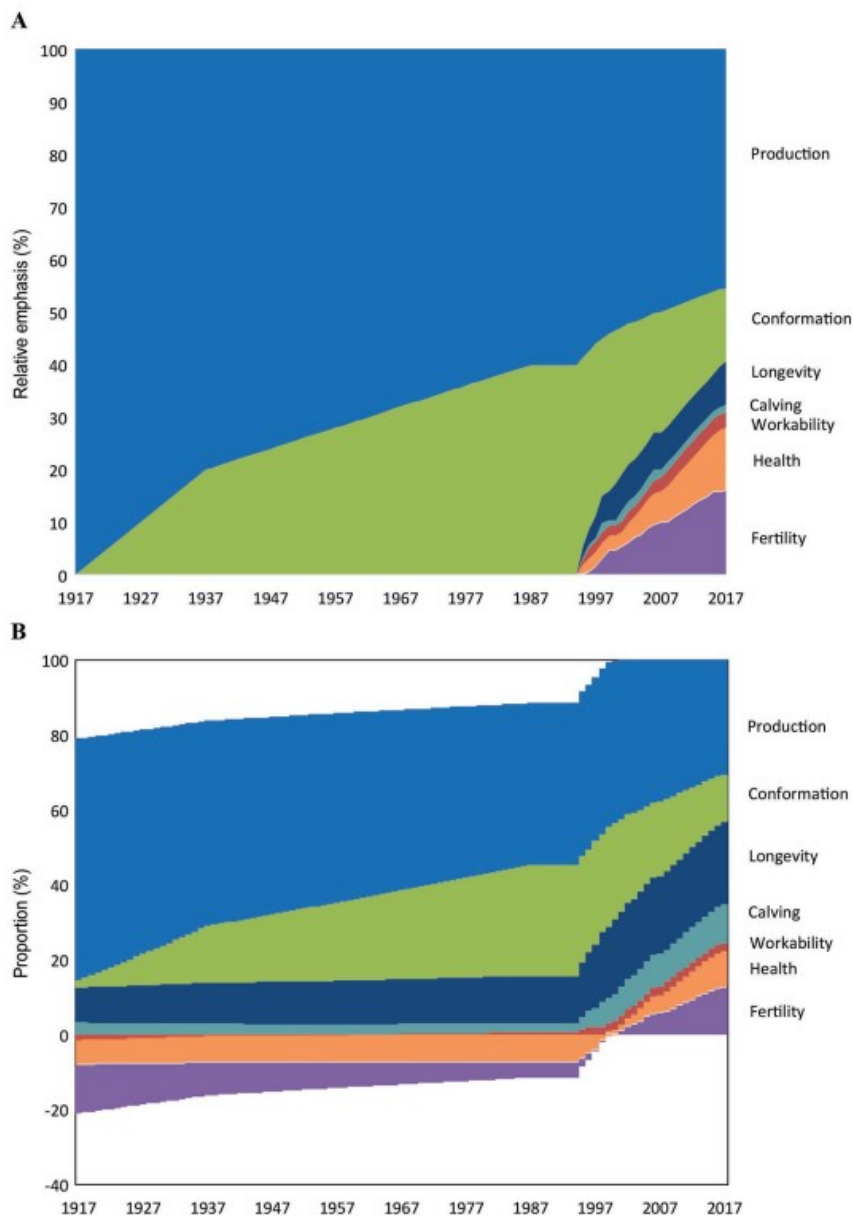 A
Relative emphasis (%)
100
90
80
70
60
50
40
30
20
10
0
Production
Conformation
Longevity
Calving
Workability
Health
Fertility
1917 1927 1937 1947 1957 1967 1977 1987 1997 2007 2017
B
Proportion (%)
100
80
60
40
20
0
-20
-40
Production
Conformation
Longevity
Calving
Workability
Health
Fertility
1917 1927 1937 1947 1957 1967 1977 1987 1997 2007 2017